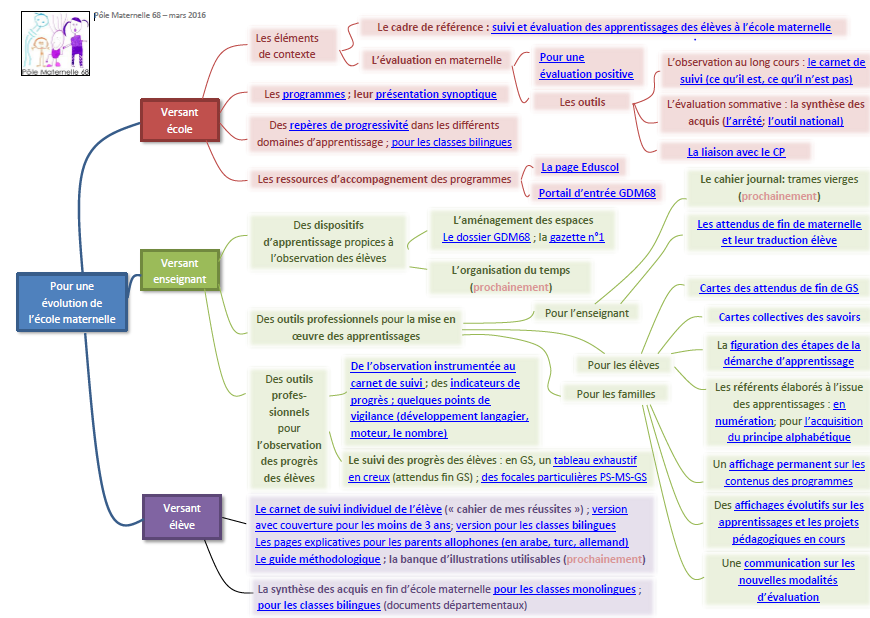 Pôle Maternelle 68 – mars 2016
Pôle Maternelle 68
Pour une
évolution de
l'école maternelle
Versant
école
Les éléments
de contexte
Le cadre de référence : suivi et évaluation des apprentissages des élèves à l'école maternelle
L'évaluation en maternelle
Pour une
évaluation positive
Les outils
L'observation au long cours : le carnet de
suivi (ce qu'il est, ce qu'il n'est pas)
L'évaluation sommative : la synthèse des
acquis (l'arrêté; l'outil national)
La liaison avec le CP
Les programmes ; leur présentation synoptique
Des repères de progressivité dans les différents
domaines d'apprentissage ; pour les classes bilingues
Les ressources d'accompagnement des programmes
La page Eduscol
Portail d'entrée GDM68
Versant
enseignant
Des dispositifs
d'apprentissage propices à
l'observation des élèves
L'aménagement des espaces
Le dossier GDM68 ; la gazette n°1
L'organisation du temps
(prochainement)
Des outils professionnels pour la mise en
œuvre des apprentissages
Pour l'enseignant
Le cahier journal: trames vierges
(prochainement)
Les attendus de fin de maternelle
et leur traduction élève
Pour les élèves
Cartes des attendus de fin de GS
Cartes collectives des savoirs
La figuration des étapes de la
démarche d'apprentissage
Les référents élaborés à l'issue
des apprentissages : en
numération; pour l'acquisition
du principe alphabétique
Pour les familles
Un affichage permanent sur les
contenus des programmes
Des affichages évolutifs sur les
apprentissages et les projets
pédagogiques en cours
Une communication sur les
nouvelles modalités
d'évaluation
Des outils
profes-
sionnels
pour
l'observation
des progrès
des élèves
De l'observation instrumentée au
carnet de suivi ; des indicateurs de
progrès ; quelques points de
vigilance (développement langagier,
moteur, le nombre)
Le suivi des progrès des élèves : en GS, un tableau exhaustif
en creux (attendus fin GS) ; des focales particulières PS-MS-GS
Versant
élève
Le carnet de suivi individuel de l'élève (« cahier de mes réussites ») ; version
avec couverture pour les moins de 3 ans; version pour les classes bilingues
Les pages explicatives pour les parents allophones (en arabe, turc, allemand)
Le guide méthodologique ; la banque d'illustrations utilisables (prochainement)
La synthèse des acquis en fin d'école maternelle pour les classes monolingues ;
pour les classes bilingues (documents départementaux)